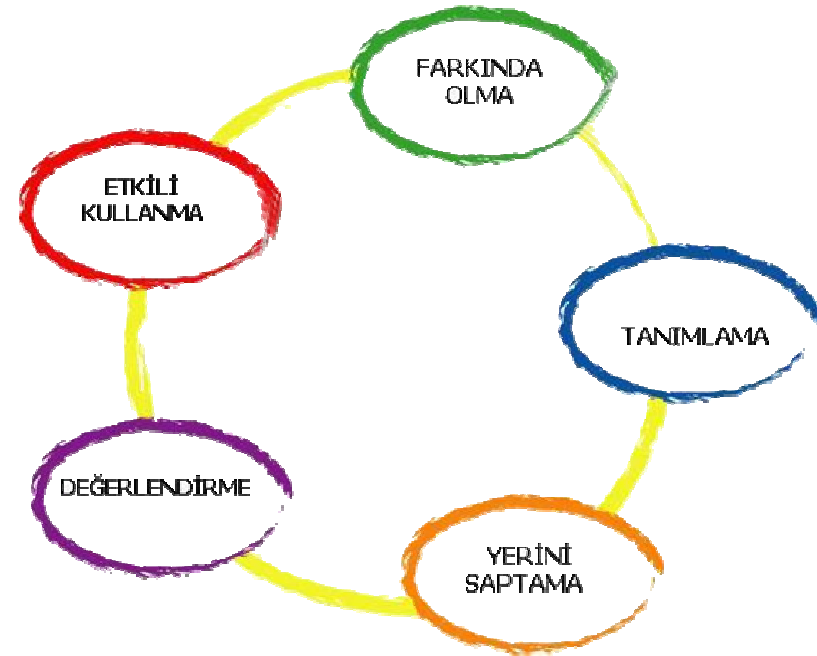 FARKINDA
OLMA
ETKİLİ
KULLANMA
TANIMLAMA
DEĞERLENDİRME
YERİNİ
SAPTAMA